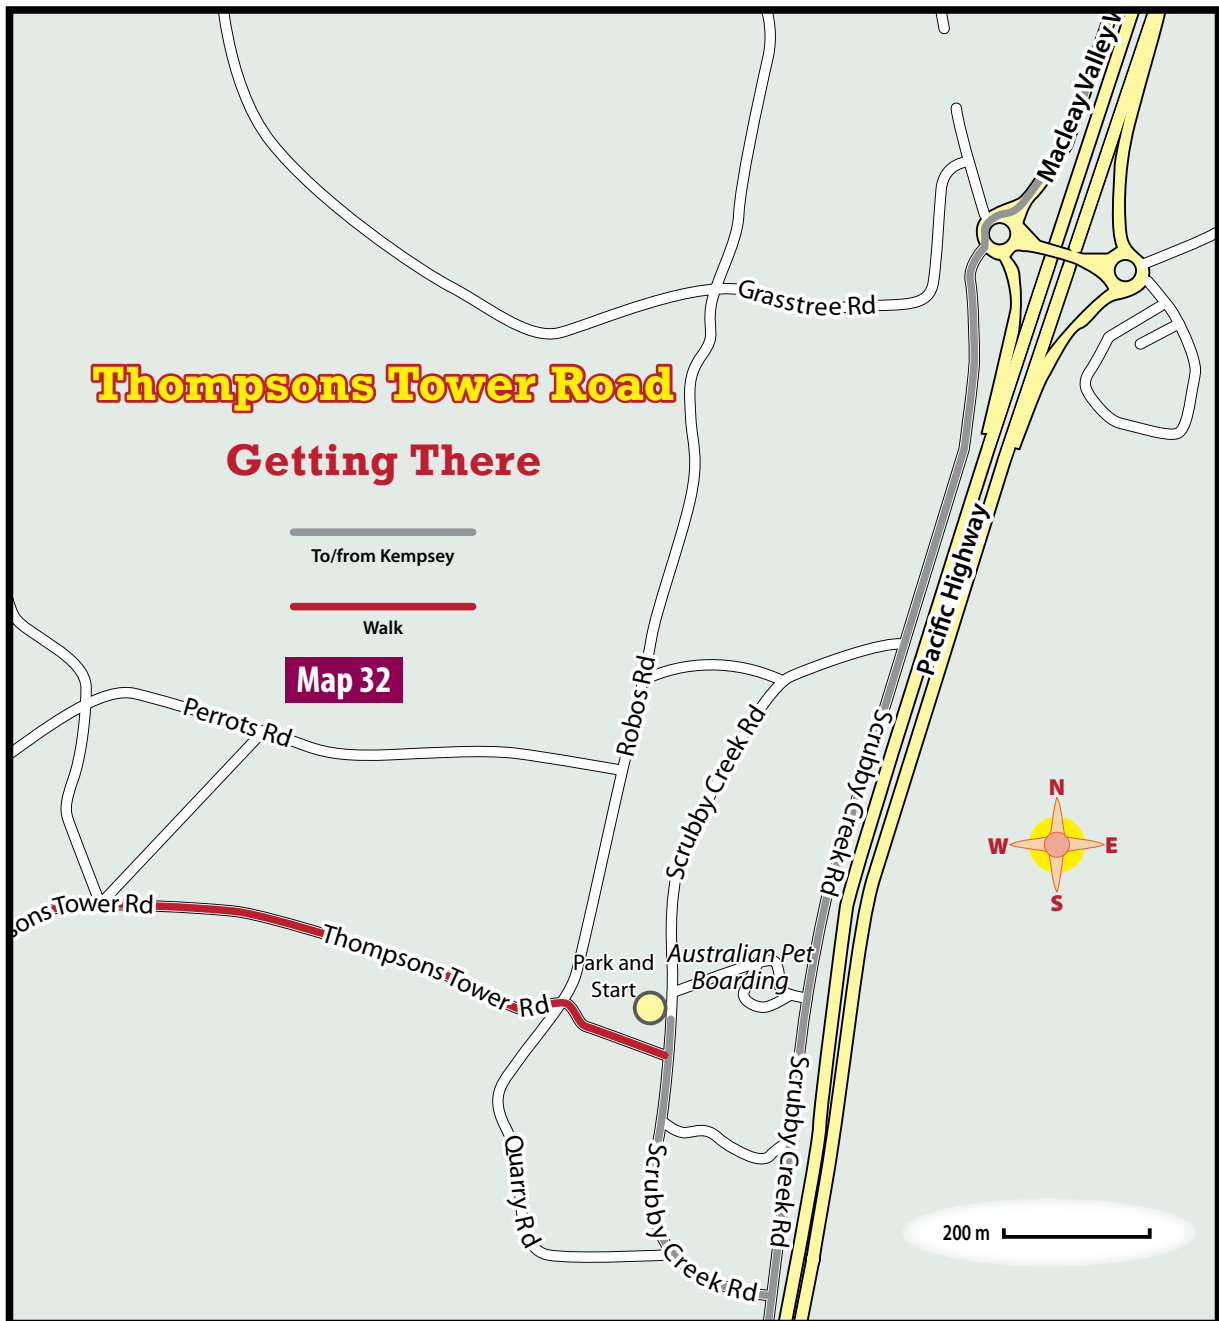 Macleay Valley W
Grasstree Rd
Thompsons Tower Road
Getting There
To/from Kempsey
Walk
Map 32
Pacific Highway
Perrots Rd
Robos Rd
Scrubby Creek Rd
Scrubby Creek Rd
N
W
E
S
sons Tower Rd
Thompsons Tower Rd
Park and
Start
Australian Pet
Boarding
Scrubby Creek Rd
Quarry Rd
Scrubby Creek Rd
200 m